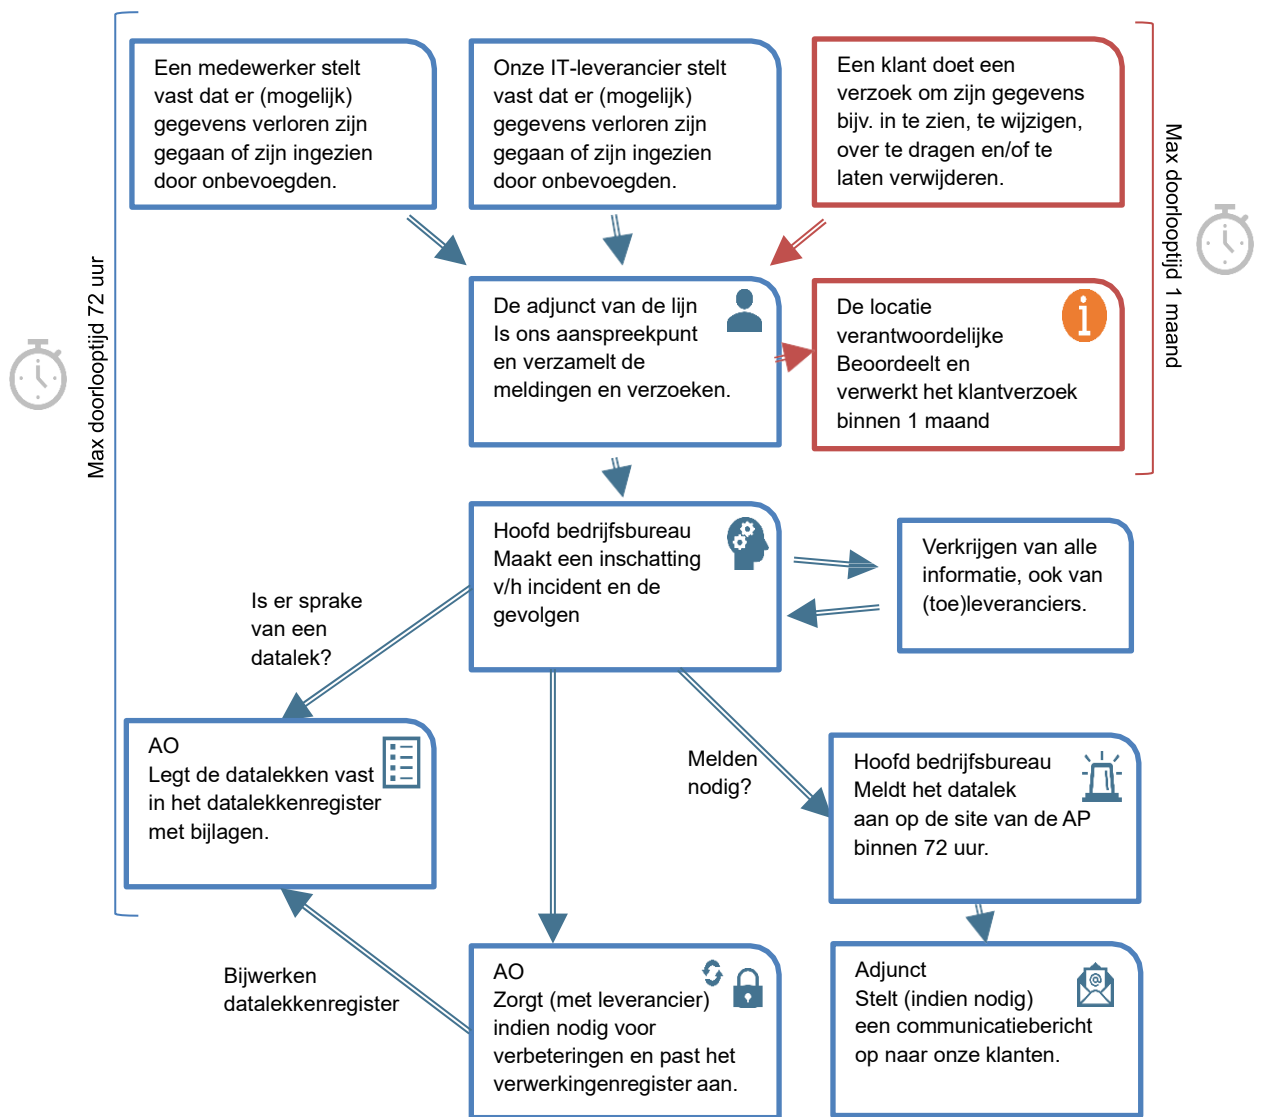 Een medewerker stelt
vast dat er (mogelijk)
gegevens verloren zijn
gegaan of zijn ingezien
door onbevoegden.
Onze IT-leverancier stelt
vast dat er (mogelijk)
gegevens verloren zijn
gegaan of zijn ingezien
door onbevoegden.
Een klant doet een
verzoek om zijn gegevens
bijv. in te zien, te wijzigen,
over te dragen en/of te
laten verwijderen.
Max doorlooptijd 72 uur
Max doorlooptijd 1 maand
De adjunct van de lijn
Is ons aanspreekpunt
en verzamelt de
meldingen en verzoeken.
De locatie
verantwoordelijke
Beoordeelt en
verwerkt het klantverzoek
binnen 1 maand
Hoofd bedrijfsbureau
Maakt een inschatting
v/h incident en de
gevolgen
Verkrijgen van alle
informatie, ook van
(toe)leveranciers.
Is er sprake
van een
datalek?
AO
Legt de datalekken vast
in het datalekkenregister
met bijlagen.
Melden
nodig?
Hoofd bedrijfsbureau
Meldt het datalek
aan op de site van de AP
binnen 72 uur.
Bijwerken
datalekkenregister
AO
Zorgt (met leverancier)
indien nodig voor
verbeteringen en past het
verwerkingenregister aan.
Adjunct
Stelt (indien nodig)
een communicatiebericht
op naar onze klanten.